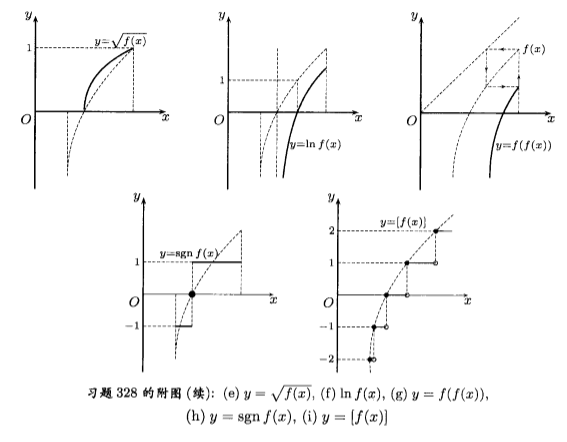 y
1
y=√f(x)
O
x
y
1
O
x
y=ln f(x)
y
f(x)
O
x
y=f(f(x))
y
1
y=sgn f(x)
O
x
−1
y
2
y=[f(x)]
1
O
x
−1
−2
习题 328 的附图 (续): (e) y = √f(x), (f) ln f(x), (g) y = f(f(x)),
(h) y = sgn f(x), (i) y = [f(x)]